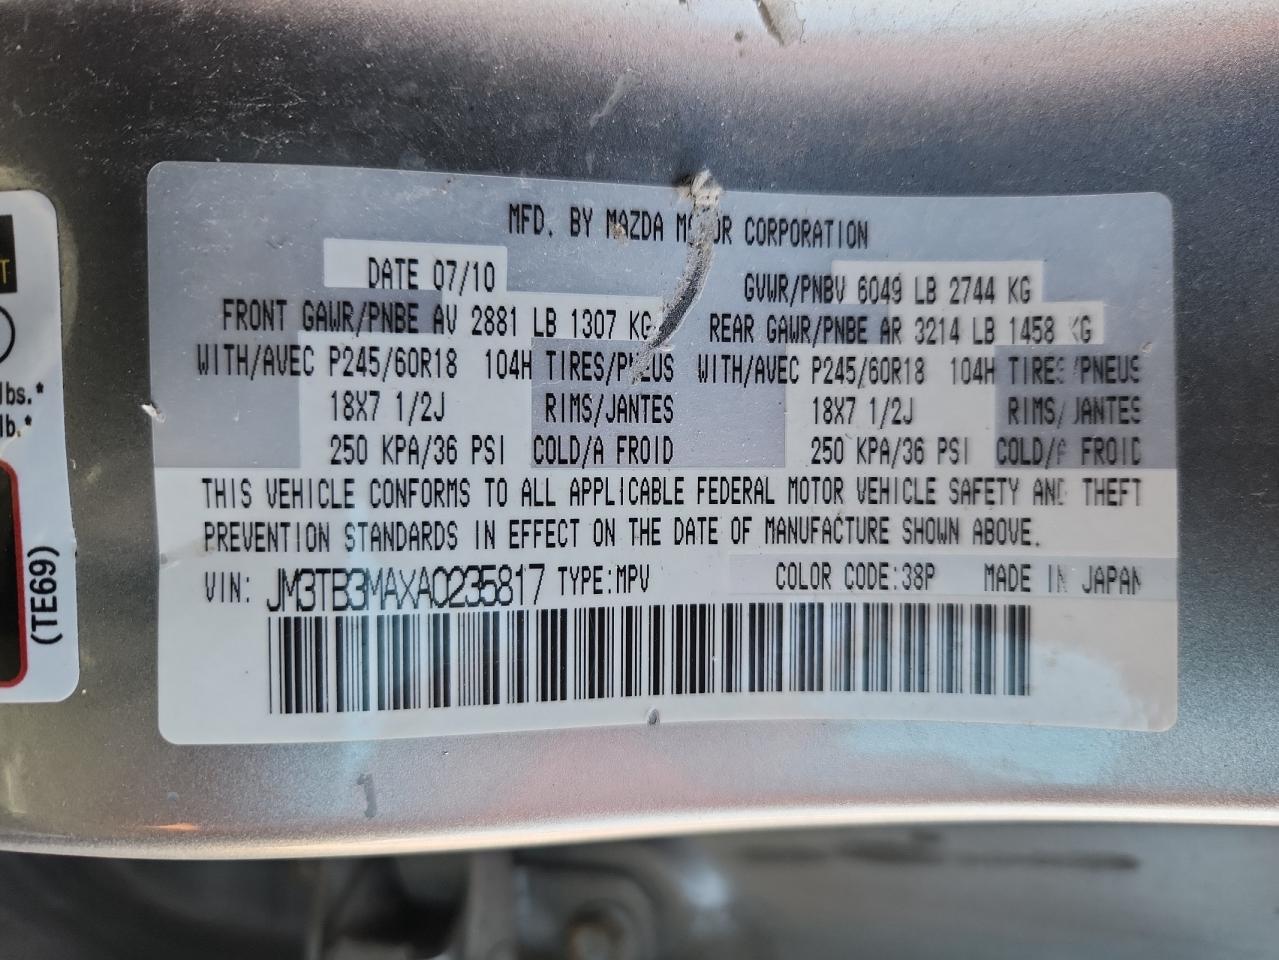 MFD. BY MAZDA MOTOR CORPORATION
DATE 07/10 GVWR/PNBV 6049 LB 2744 KG
FRONT GAWR/PNBE AV 2881 LB 1307 KG REAR GAWR/PNBE AR 3214 LB 1458 KG
WITH/AVEC P245/60R18 104H TIRES/PNEUS WITH/AVEC P245/60R18 104H TIRES/PNEUS
18X7 1/2J RIMS/JANTES 18X7 1/2J RIMS/JANTES
250 KPA/36 PSI COLD/A FROID 250 KPA/36 PSI COLD/A FROID
THIS VEHICLE CONFORMS TO ALL APPLICABLE FEDERAL MOTOR VEHICLE SAFETY AND THEFT
PREVENTION STANDARDS IN EFFECT ON THE DATE OF MANUFACTURE SHOWN ABOVE.
VIN: JM3TB3MAXA0235817 TYPE:MPV COLOR CODE:38P MADE IN JAPAN
lbs.*
lb.*
(TE69)
1